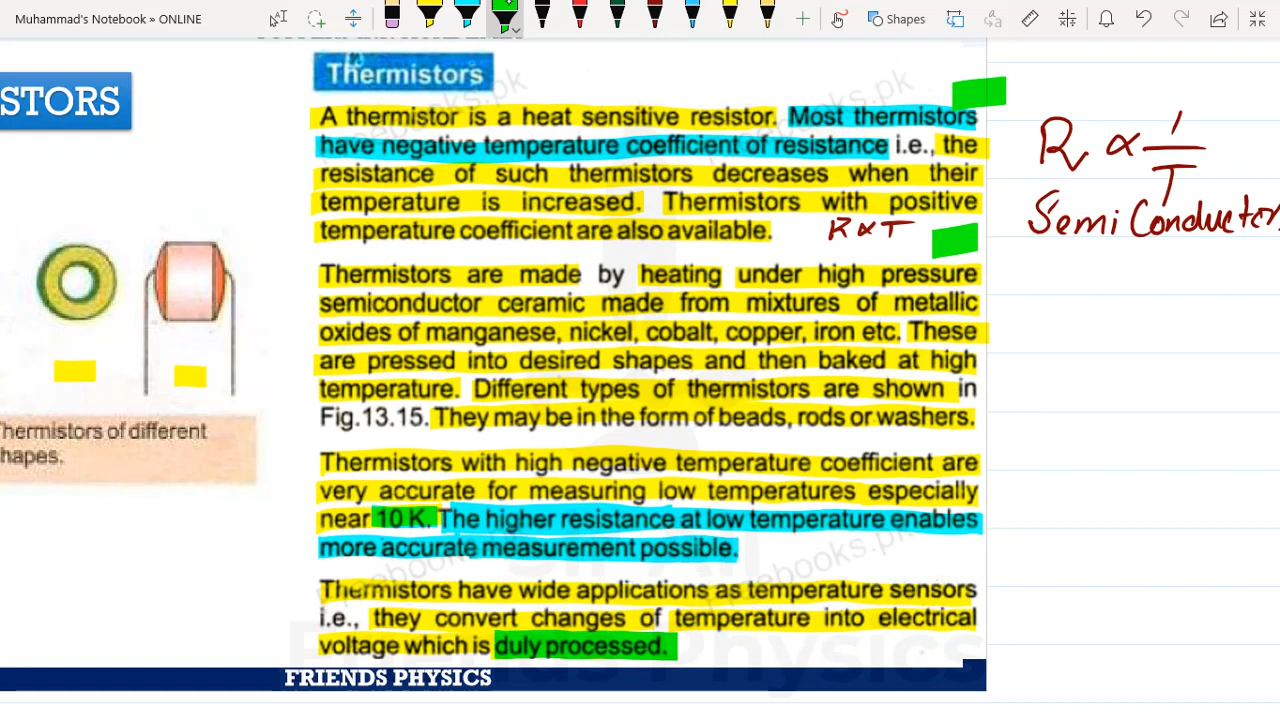 Muhammad's Notebook » ONLINE
Shapes
STORS
Thermistors
A thermistor is a heat sensitive resistor. Most thermistors
have negative temperature coefficient of resistance i.e., the
resistance of such thermistors decreases when their
temperature is increased. Thermistors with positive
temperature coefficient are also available.
R ∝ T
R ∝ 1/T
Semi Conductor
Thermistors are made by heating under high pressure
semiconductor ceramic made from mixtures of metallic
oxides of manganese, nickel, cobalt, copper, iron etc. These
are pressed into desired shapes and then baked at high
temperature. Different types of thermistors are shown in
Fig.13.15. They may be in the form of beads, rods or washers.
Thermistors of different
hapes.
Thermistors with high negative temperature coefficient are
very accurate for measuring low temperatures especially
near 10 K. The higher resistance at low temperature enables
more accurate measurement possible.
Thermistors have wide applications as temperature sensors
i.e., they convert changes of temperature into electrical
voltage which is duly processed.
Friends Physics
FRIENDS PHYSICS